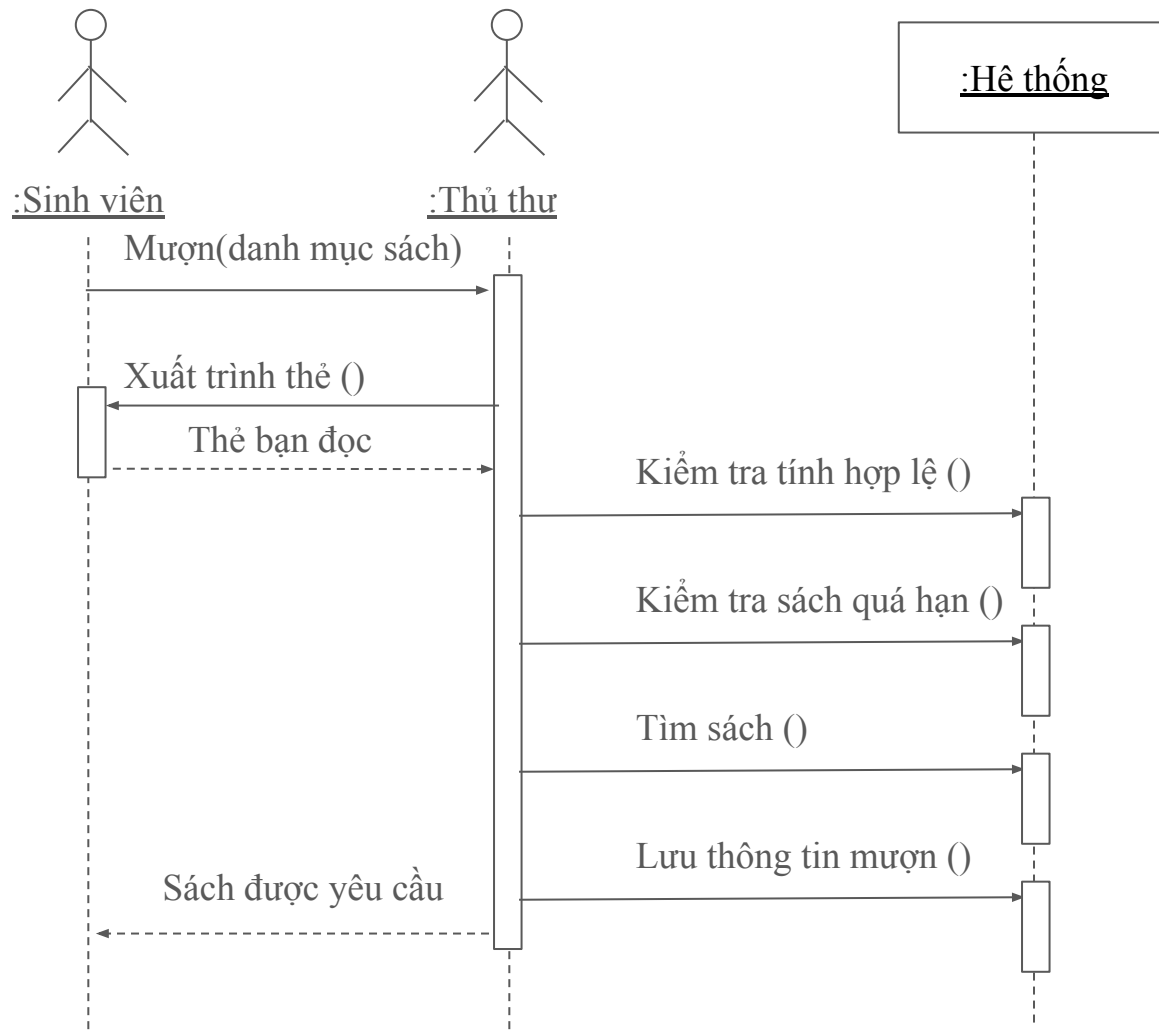 :Hê thống
:Sinh viên
:Thủ thư
Mượn(danh mục sách)
Xuất trình thẻ ()
Thẻ bạn đọc
Kiểm tra tính hợp lệ ()
Kiểm tra sách quá hạn ()
Tìm sách ()
Lưu thông tin mượn ()
Sách được yêu cầu